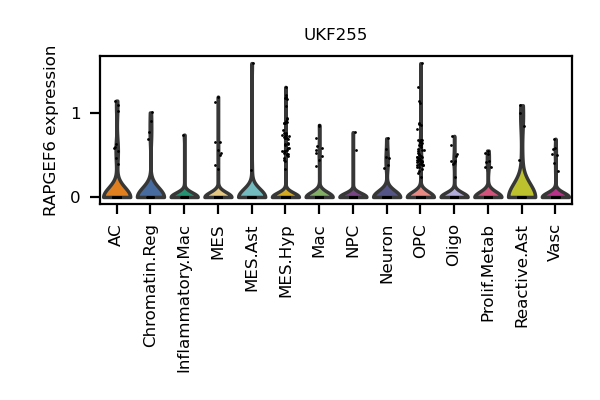 UKF255
RAPGEF6 expression
1
0
AC
Chromatin.Reg
Inflammatory.Mac
MES
MES.Ast
MES.Hyp
Mac
NPC
Neuron
OPC
Oligo
Prolif.Metab
Reactive.Ast
Vasc